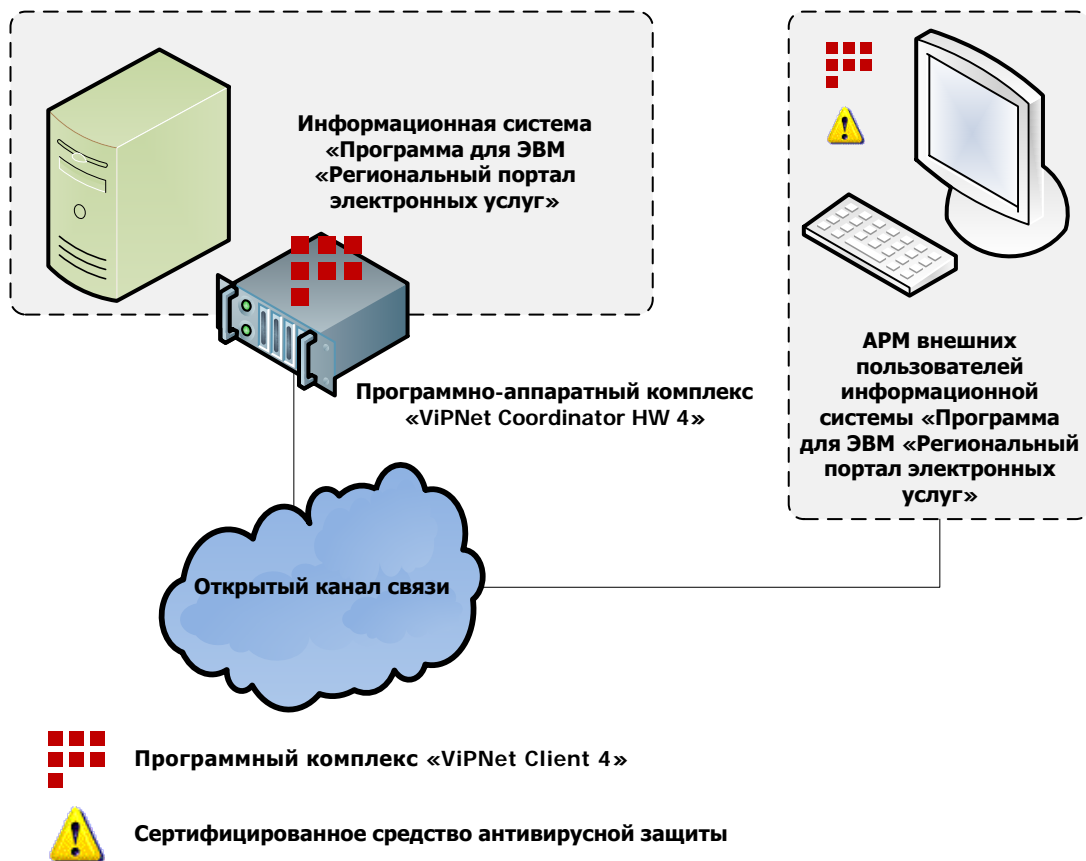 Информационная система
«Программа для ЭВМ
«Региональный портал
электронных услуг»
Программно-аппаратный комплекс
«ViPNet Coordinator HW 4»
АРМ внешних
пользователей
информационной
системы «Программа
для ЭВМ «Региональный
портал электронных
услуг»
Открытый канал связи
Программный комплекс «ViPNet Client 4»
Сертифицированное средство антивирусной защиты